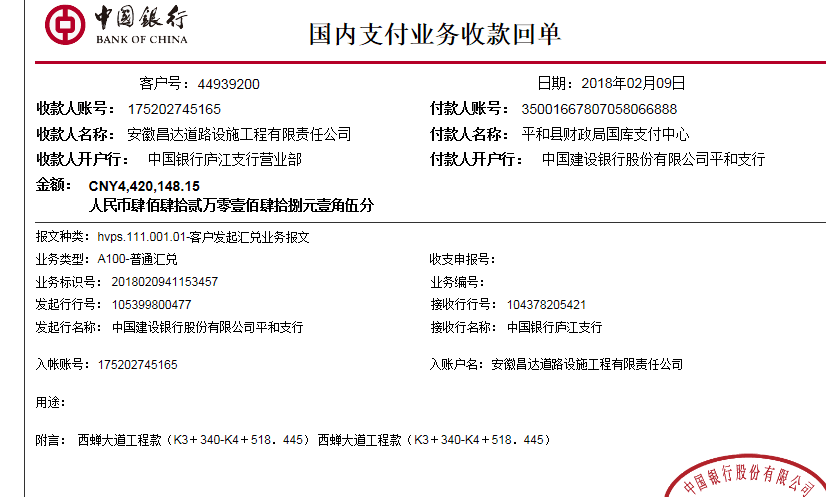 中国银行
BANK OF CHINA
国内支付业务收款回单
客户号：44939200 日期：2018年02月09日
收款人账号：175202745165 付款人账号：35001667807058066888
收款人名称：安徽昌达道路设施工程有限责任公司 付款人名称：平和县财政局国库支付中心
收款人开户行：中国银行庐江支行营业部 付款人开户行：中国建设银行股份有限公司平和支行
金额：CNY4,420,148.15
人民币肆佰肆拾贰万零壹佰肆拾捌元壹角伍分
报文种类：hvps.111.001.01-客户发起汇兑业务报文
业务类型：A100-普通汇兑 收支申报号：
业务标识号：2018020941153457 业务编号：
发起行行号：105399800477 接收行行号：104378205421
发起行名称：中国建设银行股份有限公司平和支行 接收行名称：中国银行庐江支行
入帐账号：175202745165 入账户名：安徽昌达道路设施工程有限责任公司
用途：
附言：西蝉大道工程款（K3＋340-K4＋518．445）西蝉大道工程款（K3＋340-K4＋518．445）
中国银行股份有限公司